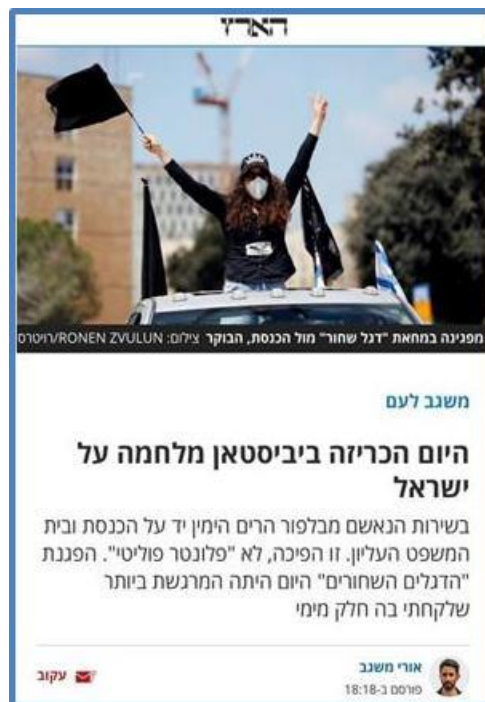 הארץ
מפגינה במחאת "דגל שחור" מול הכנסת, הבוקר צילום: RONEN ZVULUN/רויטרס
משגב לעם
היום הכריזה ביביסטאן מלחמה על
ישראל
בשירות הנאשם מבלפור הרים הימין יד על הכנסת ובית
המשפט העליון. זו הפיכה, לא "פלונטר פוליטי". הפגנת
"הדגלים השחורים" היום היתה המרגשת ביותר
שלקחתי בה חלק מימי
אורי משגב
פורסם ב-18:18
עקוב